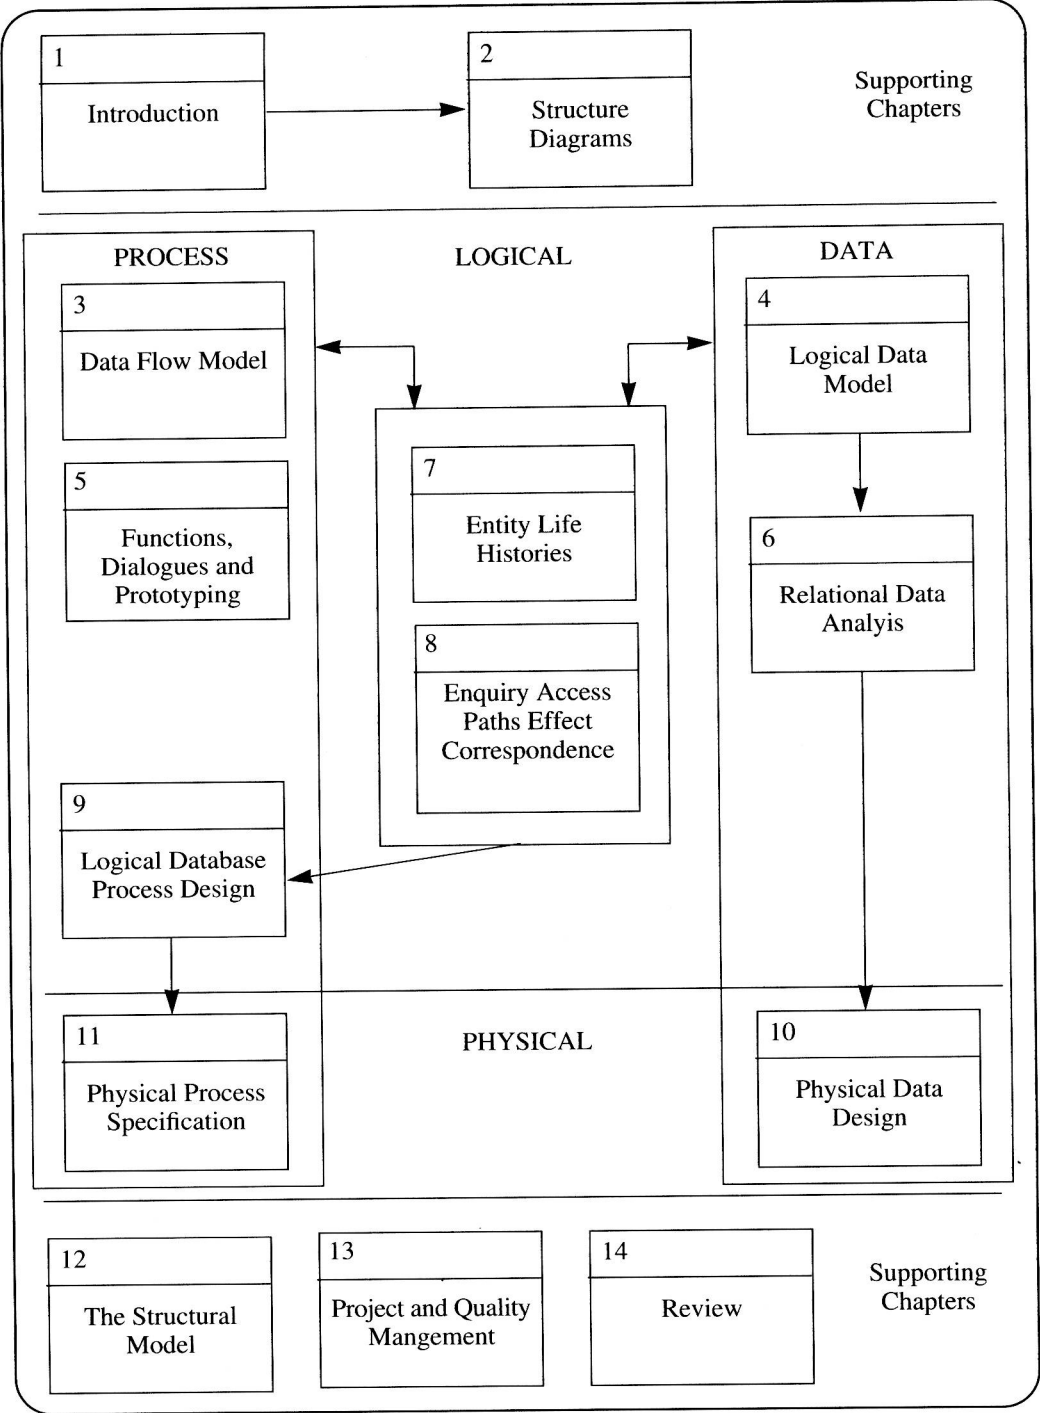 1
Introduction
2
Structure
Diagrams
Supporting
Chapters
PROCESS
LOGICAL
DATA
3
Data Flow Model
4
Logical Data
Model
5
Functions,
Dialogues and
Prototyping
7
Entity Life
Histories
6
Relational Data
Analyis
8
Enquiry Access
Paths Effect
Correspondence
9
Logical Database
Process Design
PHYSICAL
11
Physical Process
Specification
10
Physical Data
Design
12
The Structural
Model
13
Project and Quality
Mangement
14
Review
Supporting
Chapters